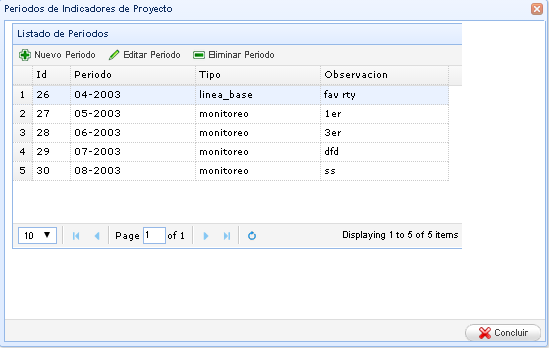 Periodos de Indicadores de Proyecto
Listado de Periodos
Nuevo Periodo Editar Periodo Eliminar Periodo
Id Periodo Tipo Observacion
1 26 04-2003 linea_base fav rty
2 27 05-2003 monitoreo 1er
3 28 06-2003 monitoreo 3er
4 29 07-2003 monitoreo dfd
5 30 08-2003 monitoreo ss
10 Page 1 of 1 Displaying 1 to 5 of 5 items
Concluir